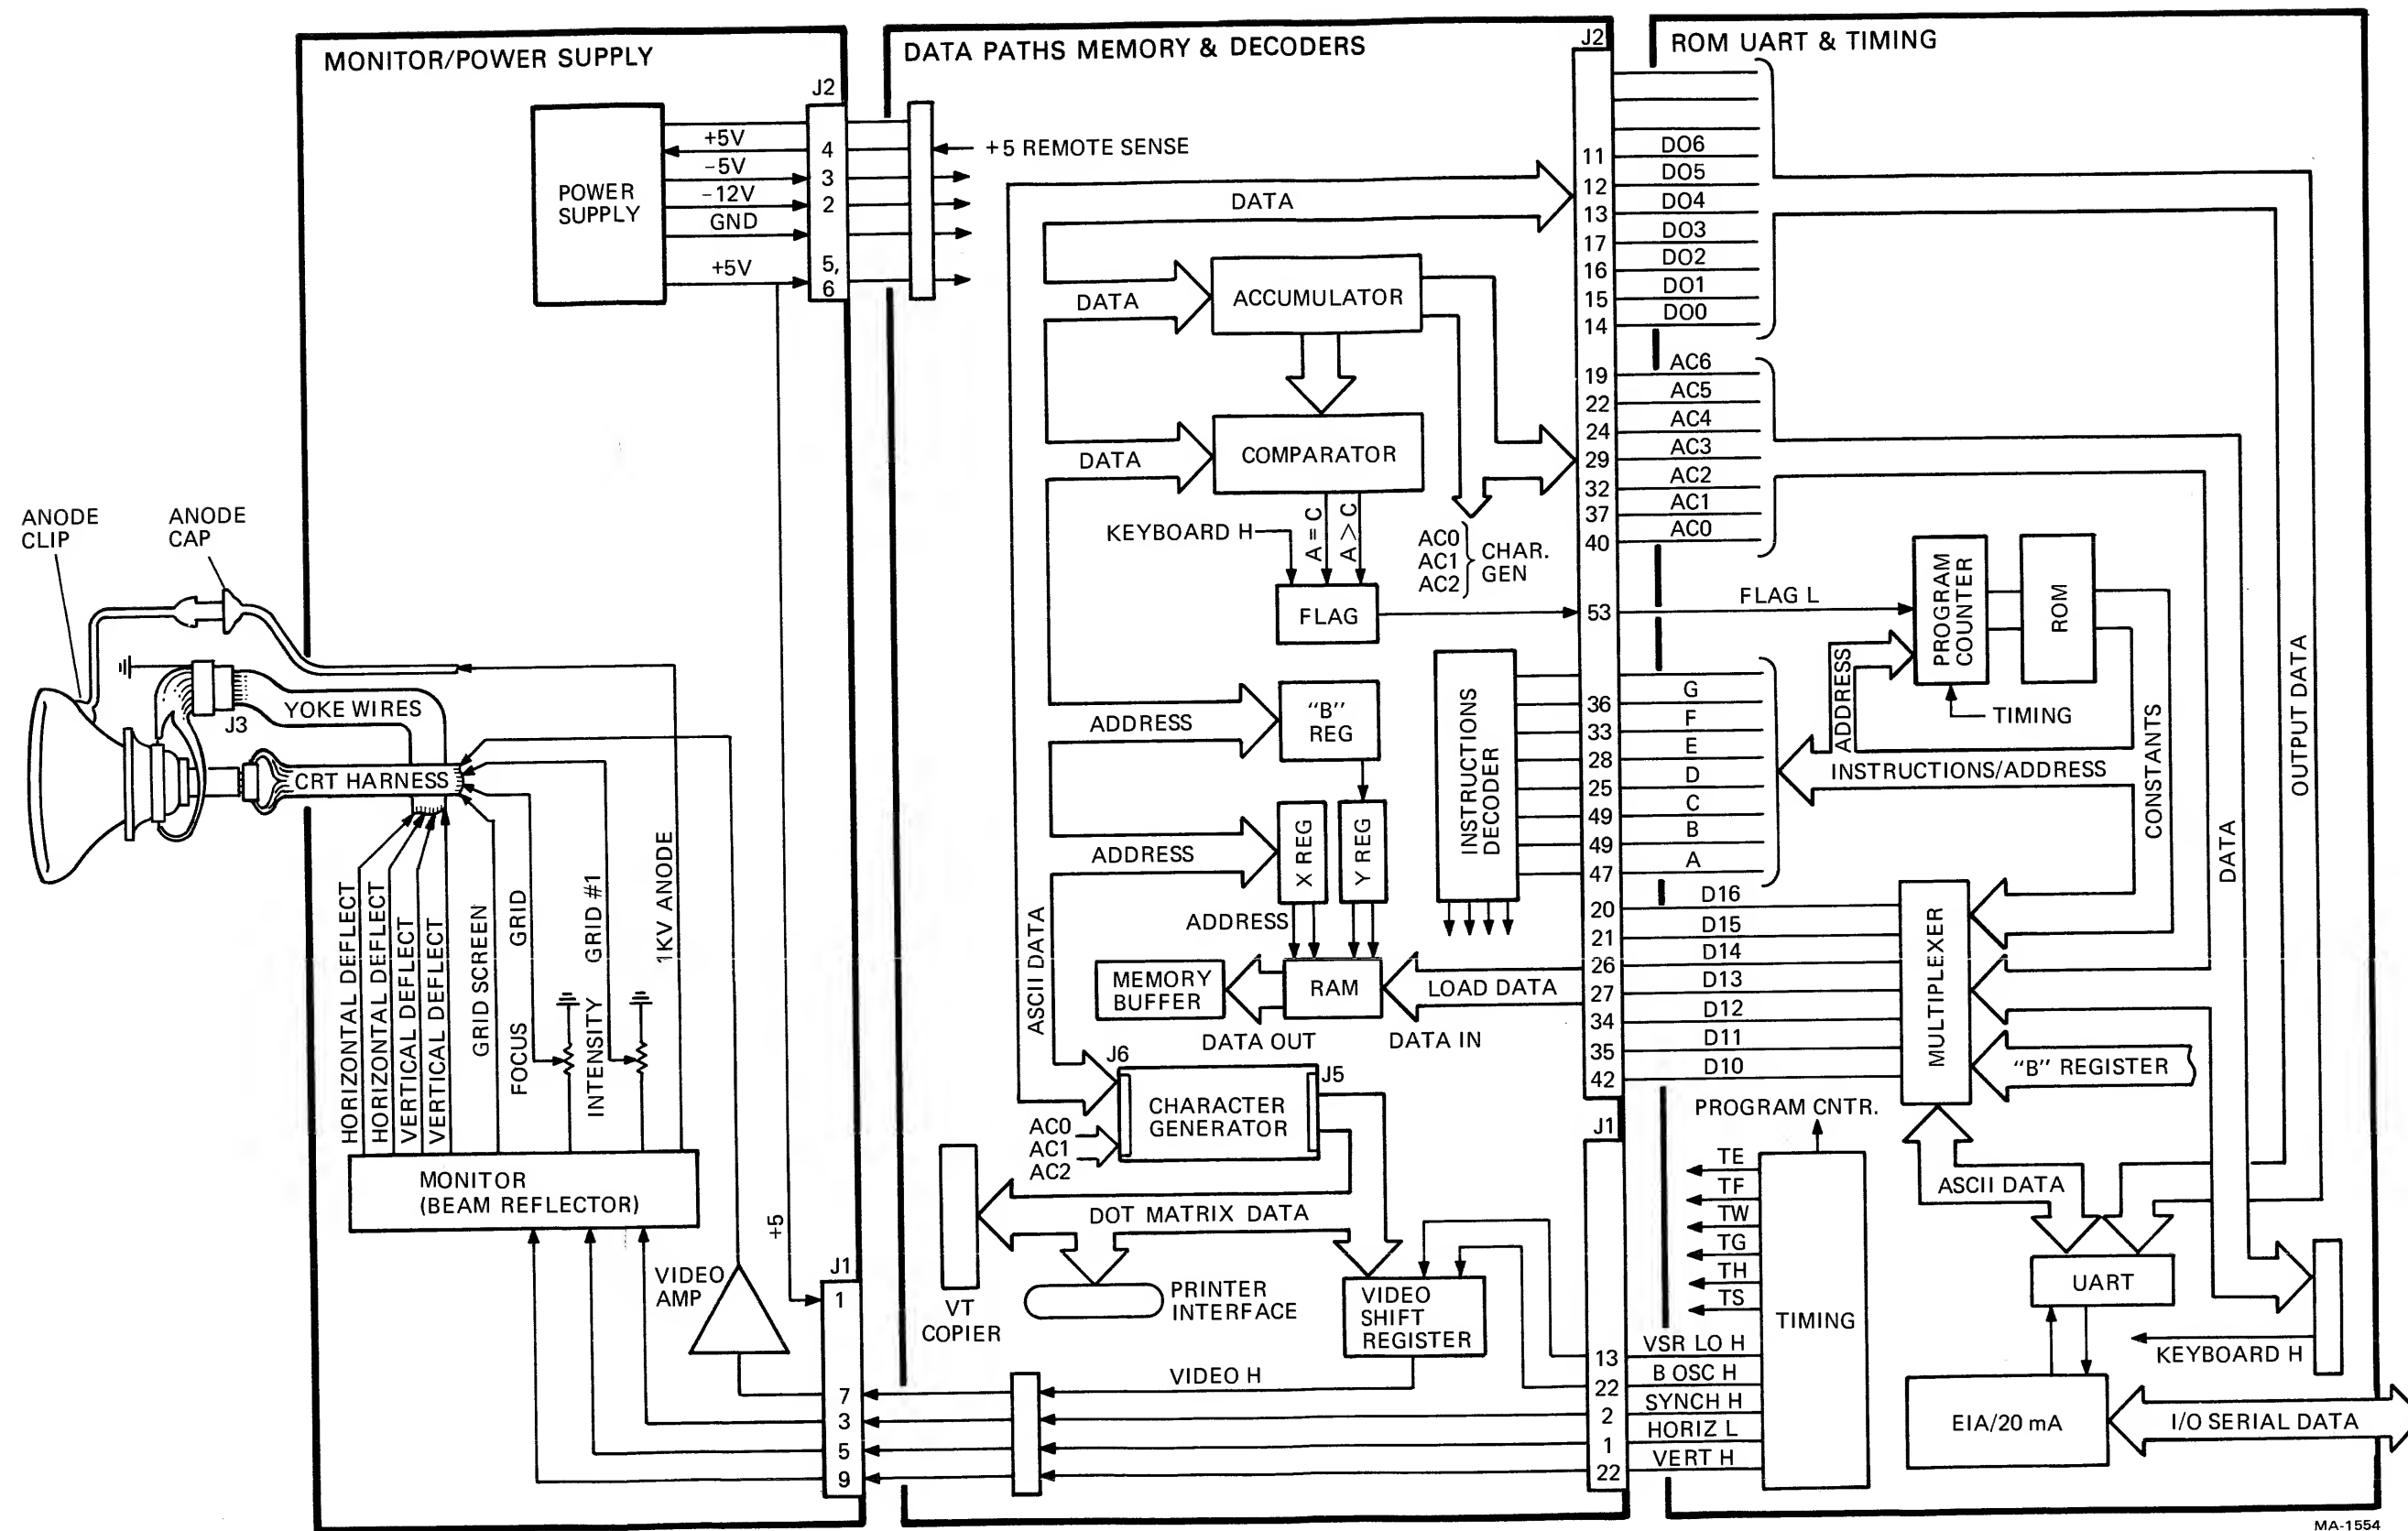 MONITOR/POWER SUPPLY
J2
POWER
SUPPLY
+5V
−5V
−12V
GND
+5V
4
3
2
5,
6
ANODE
CLIP
ANODE
CAP
J3
YOKE WIRES
CRT HARNESS
HORIZONTAL DEFLECT
HORIZONTAL DEFLECT
VERTICAL DEFLECT
VERTICAL DEFLECT
GRID SCREEN
FOCUS GRID
INTENSITY GRID #1
1KV ANODE
MONITOR
(BEAM REFLECTOR)
VIDEO
AMP
+5
J1
1
7
3
5
9
DATA PATHS MEMORY & DECODERS
+5 REMOTE SENSE
DATA
DATA
ACCUMULATOR
DATA
COMPARATOR
KEYBOARD H
A = C
A > C
FLAG
AC0
AC1
AC2
CHAR.
GEN
ADDRESS
"B"
REG
ADDRESS
X REG
Y REG
ADDRESS
INSTRUCTIONS
DECODER
ASCII DATA
MEMORY
BUFFER
RAM
LOAD DATA
DATA OUT
DATA IN
J6
J5
CHARACTER
GENERATOR
AC0
AC1
AC2
DOT MATRIX DATA
VT
COPIER
PRINTER
INTERFACE
VIDEO
SHIFT
REGISTER
VIDEO H
J2
11
12
13
17
16
15
14
19
22
24
29
32
37
40
53
36
33
28
25
49
49
47
20
21
26
27
34
35
42
J1
13
22
2
1
22
ROM UART & TIMING
DO6
DO5
DO4
DO3
DO2
DO1
DO0
AC6
AC5
AC4
AC3
AC2
AC1
AC0
FLAG L
PROGRAM
COUNTER
ROM
TIMING
ADDRESS
G
F
E
D
C
B
A
INSTRUCTIONS/ADDRESS
CONSTANTS
DATA
OUTPUT DATA
D16
D15
D14
D13
D12
D11
D10
MULTIPLEXER
"B" REGISTER
PROGRAM CNTR.
TE
TF
TW
TG
TH
TS
TIMING
VSR LO H
B OSC H
SYNCH H
HORIZ L
VERT H
ASCII DATA
UART
KEYBOARD H
EIA/20 mA
I/O SERIAL DATA
MA-1554